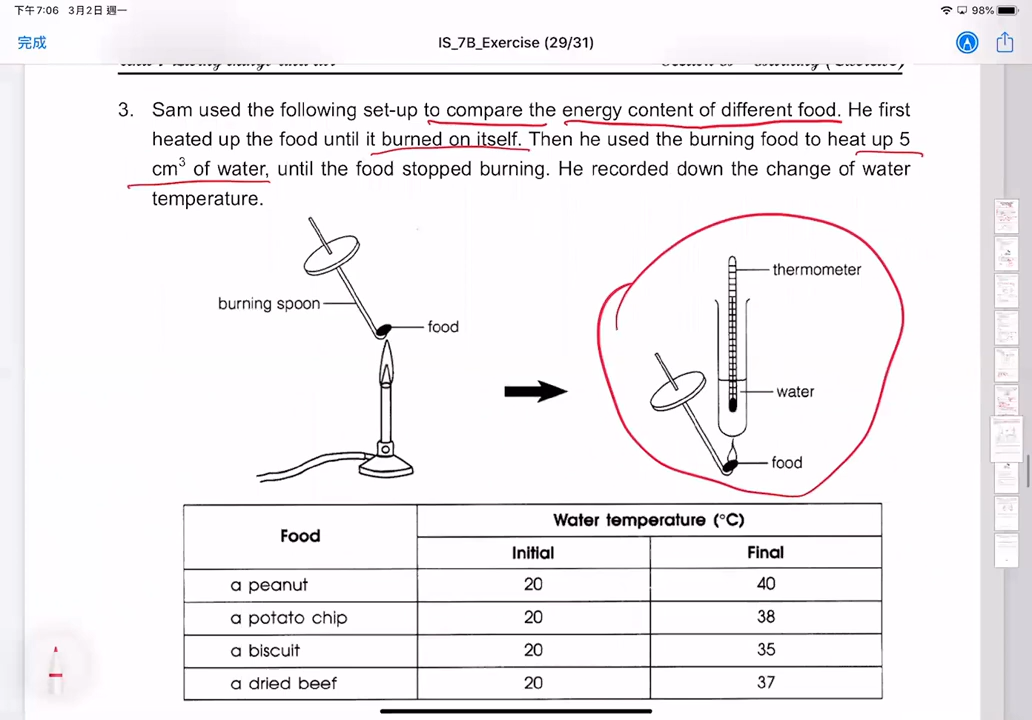 下午7:06 3月2日 週一
98%
完成
IS_7B_Exercise (29/31)
3. Sam used the following set-up to compare the energy content of different food. He first
heated up the food until it burned on itself. Then he used the burning food to heat up 5
cm³ of water, until the food stopped burning. He recorded down the change of water
temperature.
thermometer
burning spoon
food
water
food
Food
Water temperature (°C)
Initial
Final
a peanut 20 40
a potato chip 20 38
a biscuit 20 35
a dried beef 20 37